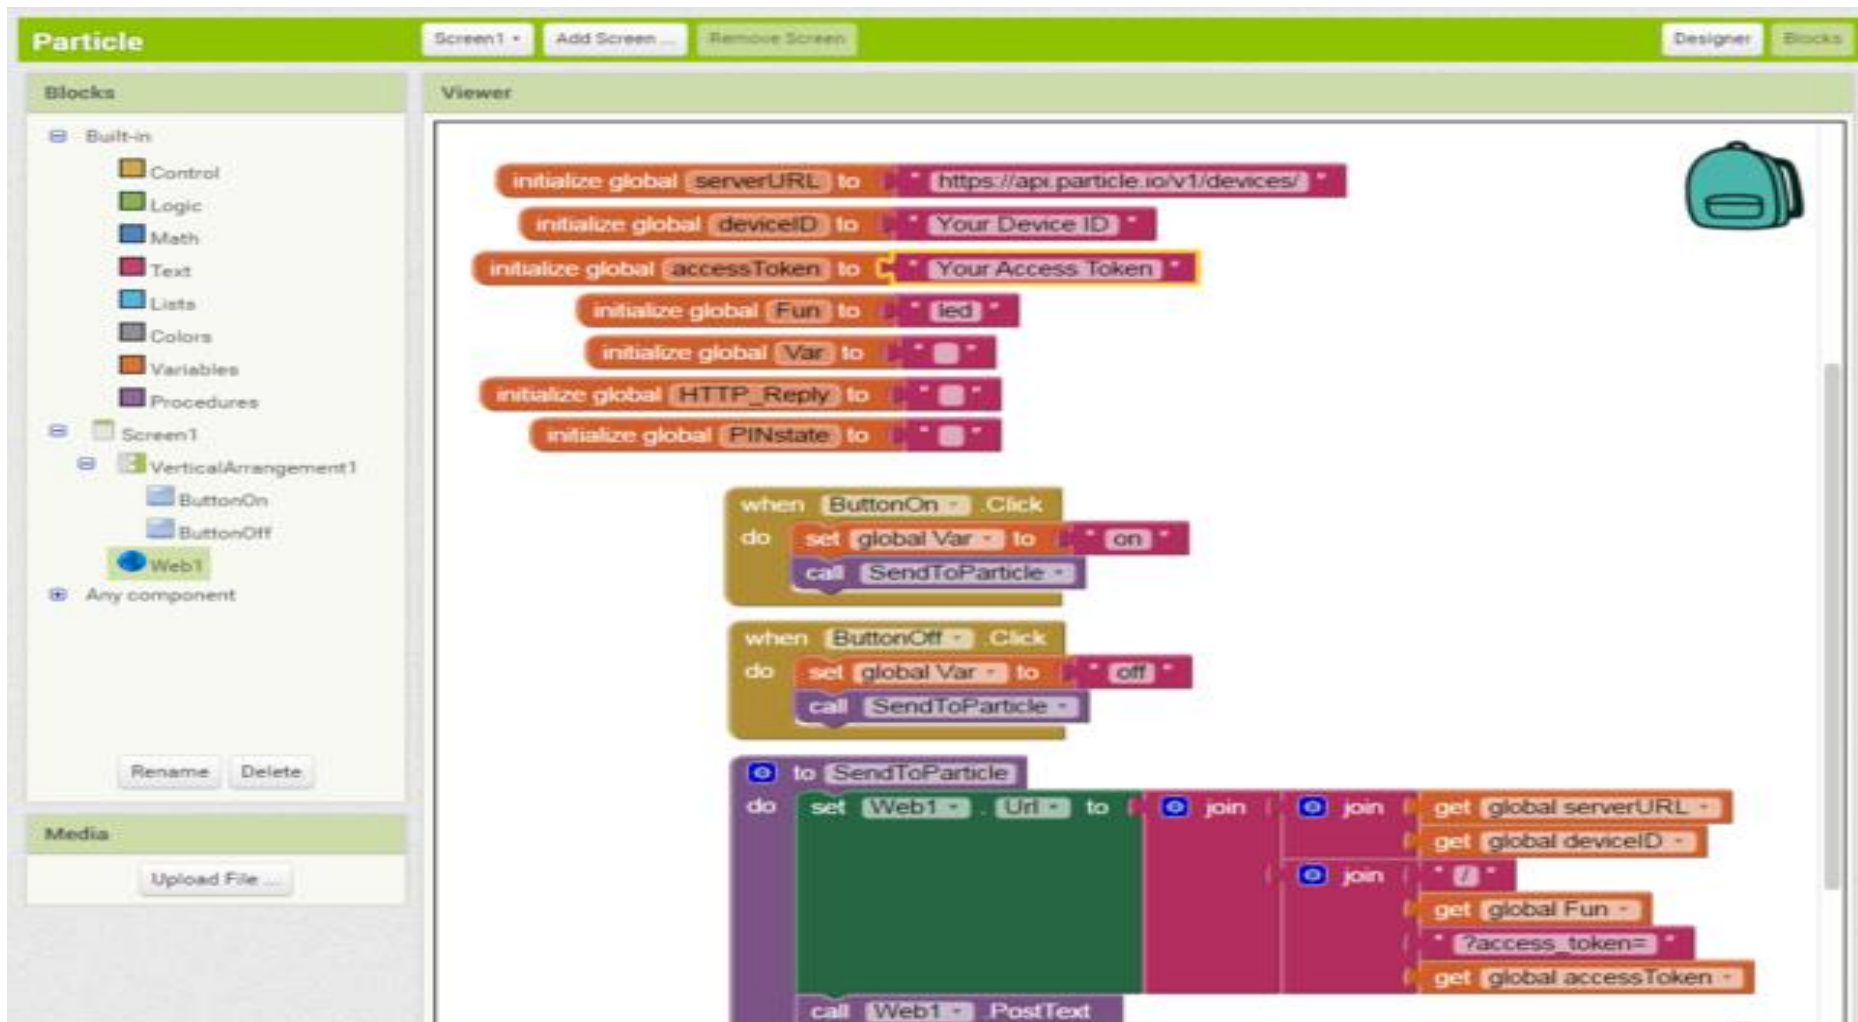 Particle
Screen1
Add Screen ...
Remove Screen
Designer
Blocks
Blocks
Built-in
Control
Logic
Math
Text
Lists
Colors
Variables
Procedures
Screen1
VerticalArrangement1
ButtonOn
ButtonOff
Web1
Any component
Rename
Delete
Media
Upload File ...
Viewer
initialize global serverURL to " https://api.particle.io/v1/devices/ "
initialize global deviceID to " Your Device ID "
initialize global accessToken to " Your Access Token "
initialize global Fun to " led "
initialize global Var to " "
initialize global HTTP_Reply to " "
initialize global PINstate to " "
when ButtonOn .Click
do set global Var to " on "
call SendToParticle
when ButtonOff .Click
do set global Var to " off "
call SendToParticle
to SendToParticle
do set Web1 . Url to join join get global serverURL
get global deviceID
join " / "
get global Fun
" ?access_token= "
get global accessToken
call Web1 .PostText